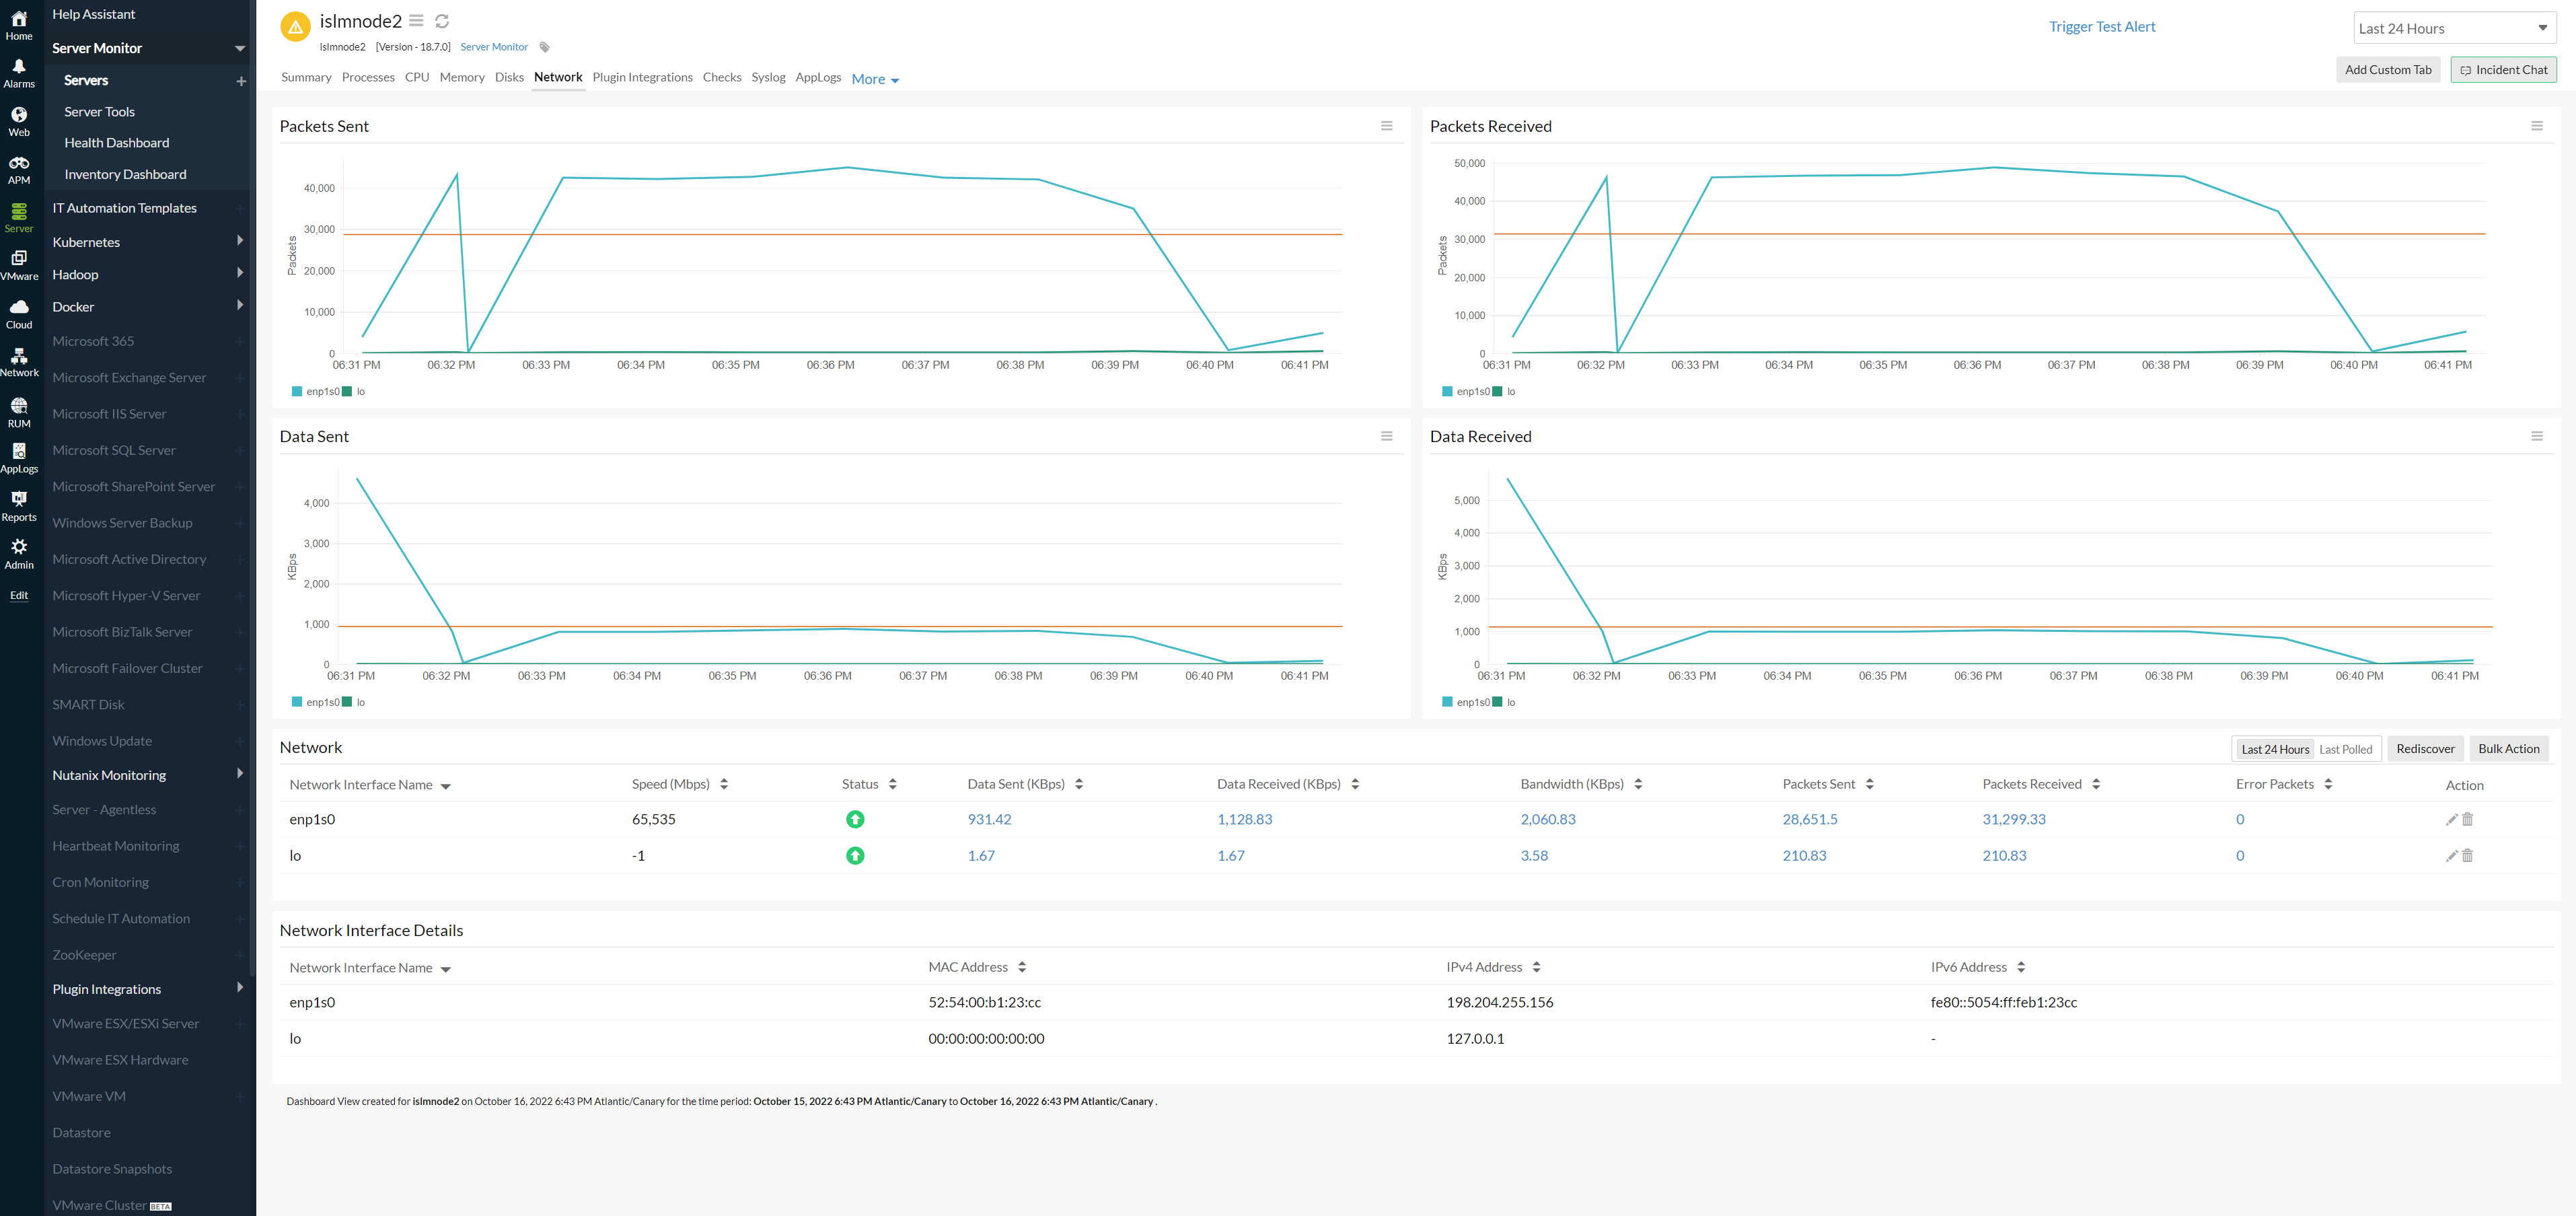 Home
Alarms
Web
APM
Server
VMware
Cloud
Network
RUM
AppLogs
Reports
Admin
Edit
Help Assistant
Server Monitor
Servers
Server Tools
Health Dashboard
Inventory Dashboard
IT Automation Templates
Kubernetes
Hadoop
Docker
Microsoft 365
Microsoft Exchange Server
Microsoft IIS Server
Microsoft SQL Server
Microsoft SharePoint Server
Windows Server Backup
Microsoft Active Directory
Microsoft Hyper-V Server
Microsoft BizTalk Server
Microsoft Failover Cluster
SMART Disk
Windows Update
Nutanix Monitoring
Server - Agentless
Heartbeat Monitoring
Cron Monitoring
Schedule IT Automation
ZooKeeper
Plugin Integrations
VMware ESX/ESXi Server
VMware ESX Hardware
VMware VM
Datastore
Datastore Snapshots
VMware Cluster BETA
islmnode2
islmnode2 [Version - 18.7.0] Server Monitor
Trigger Test Alert
Last 24 Hours
Summary Processes CPU Memory Disks Network Plugin Integrations Checks Syslog AppLogs More
Add Custom Tab Incident Chat
Packets Sent
Packets
40,000
30,000
20,000
10,000
0
06:31 PM 06:32 PM 06:33 PM 06:34 PM 06:35 PM 06:36 PM 06:37 PM 06:38 PM 06:39 PM 06:40 PM 06:41 PM
enp1s0 lo
Packets Received
Packets
50,000
40,000
30,000
20,000
10,000
0
06:31 PM 06:32 PM 06:33 PM 06:34 PM 06:35 PM 06:36 PM 06:37 PM 06:38 PM 06:39 PM 06:40 PM 06:41 PM
enp1s0 lo
Data Sent
KBps
4,000
3,000
2,000
1,000
0
06:31 PM 06:32 PM 06:33 PM 06:34 PM 06:35 PM 06:36 PM 06:37 PM 06:38 PM 06:39 PM 06:40 PM 06:41 PM
enp1s0 lo
Data Received
KBps
5,000
4,000
3,000
2,000
1,000
0
06:31 PM 06:32 PM 06:33 PM 06:34 PM 06:35 PM 06:36 PM 06:37 PM 06:38 PM 06:39 PM 06:40 PM 06:41 PM
enp1s0 lo
Network
Last 24 Hours Last Polled Rediscover Bulk Action
Network Interface Name Speed (Mbps) Status Data Sent (KBps) Data Received (KBps) Bandwidth (KBps) Packets Sent Packets Received Error Packets Action
enp1s0 65,535 931.42 1,128.83 2,060.83 28,651.5 31,299.33 0
lo -1 1.67 1.67 3.58 210.83 210.83 0
Network Interface Details
Network Interface Name MAC Address IPv4 Address IPv6 Address
enp1s0 52:54:00:b1:23:cc 198.204.255.156 fe80::5054:ff:feb1:23cc
lo 00:00:00:00:00:00 127.0.0.1 -
Dashboard View created for islmnode2 on October 16, 2022 6:43 PM Atlantic/Canary for the time period: October 15, 2022 6:43 PM Atlantic/Canary to October 16, 2022 6:43 PM Atlantic/Canary .